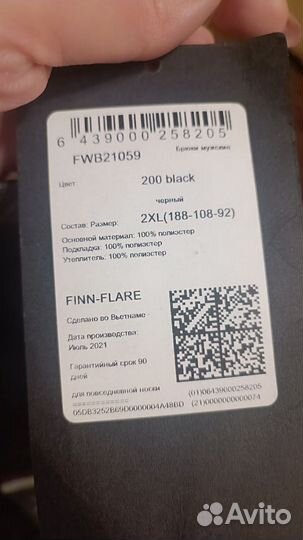 6 439000 258205
FWB21059 Брюки мужские
Цвет: 200 black
черный
Состав: Размер: 2XL(188-108-92)
Основной материал: 100% полиэстер
Подкладка: 100% полиэстер
Утеплитель: 100% полиэстер
FINN-FLARE
Сделано во Вьетнаме
Дата производства:
Июль 2021
Гарантийный срок 90
дней
для повседневной носки
============
(01)06439000258205
05DB3252B69D6000004A48BD (21)0000000000074
Avito